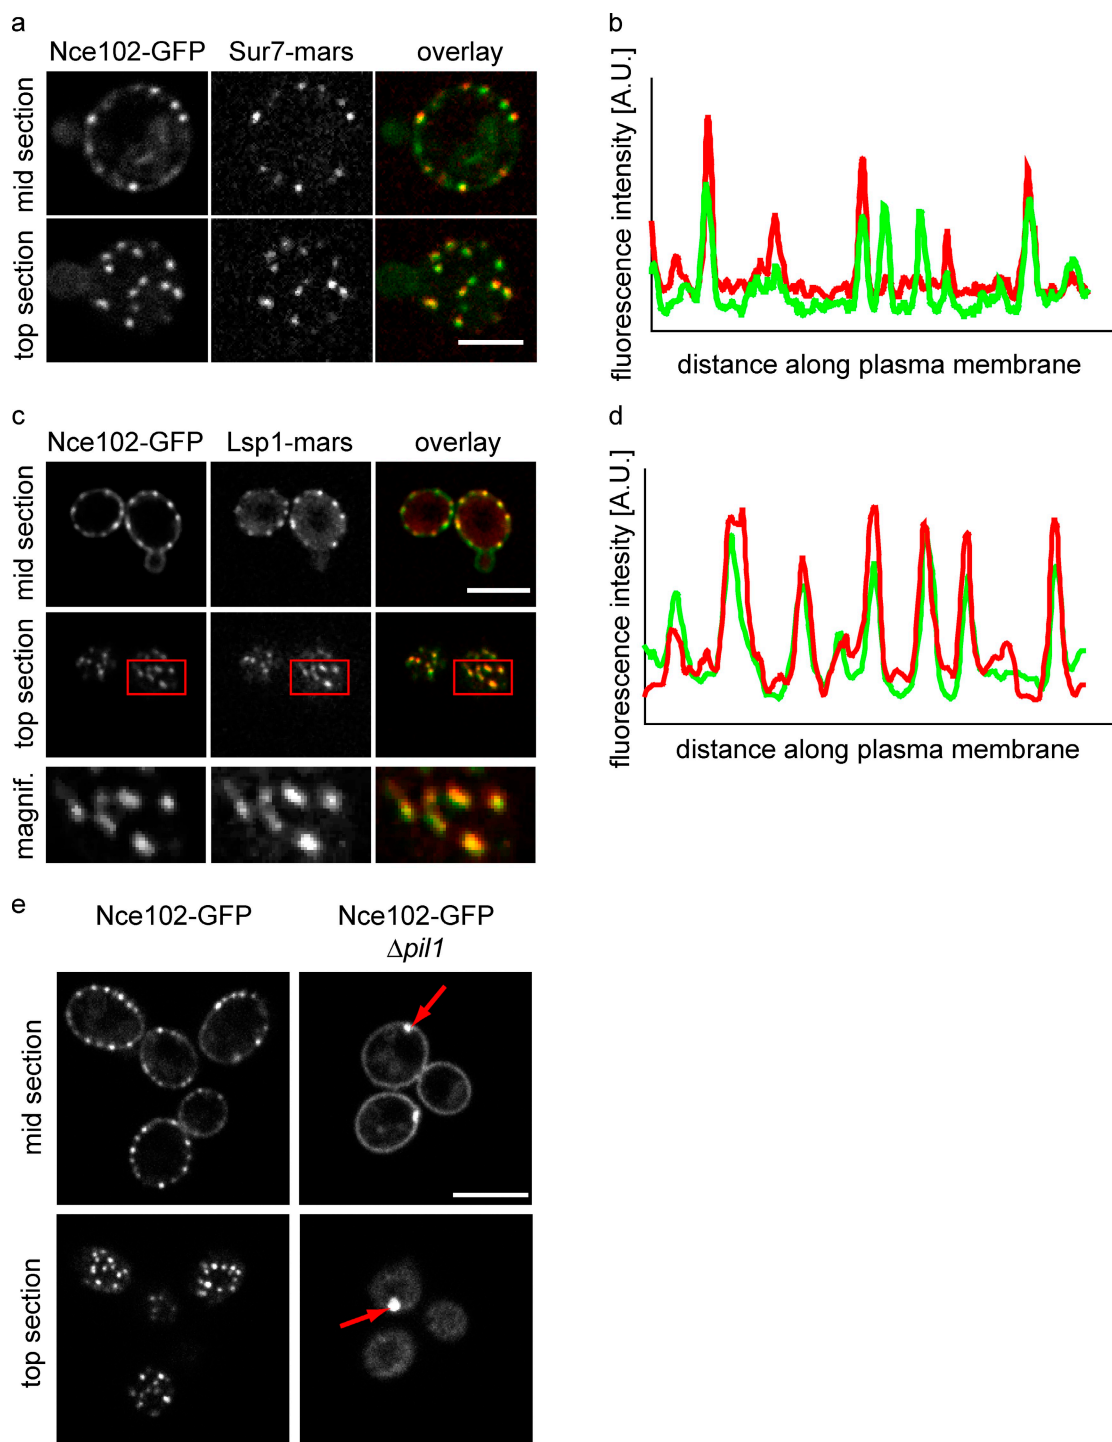 a
Nce102-GFP Sur7-mars overlay
mid section
top section
b
fluorescence intensity [A.U.]
distance along plasma membrane
c
Nce102-GFP Lsp1-mars overlay
mid section
top section
magnif.
d
fluorescence intesity [A.U.]
distance along plasma membrane
e
Nce102-GFP Nce102-GFP
Δpil1
mid section
top section